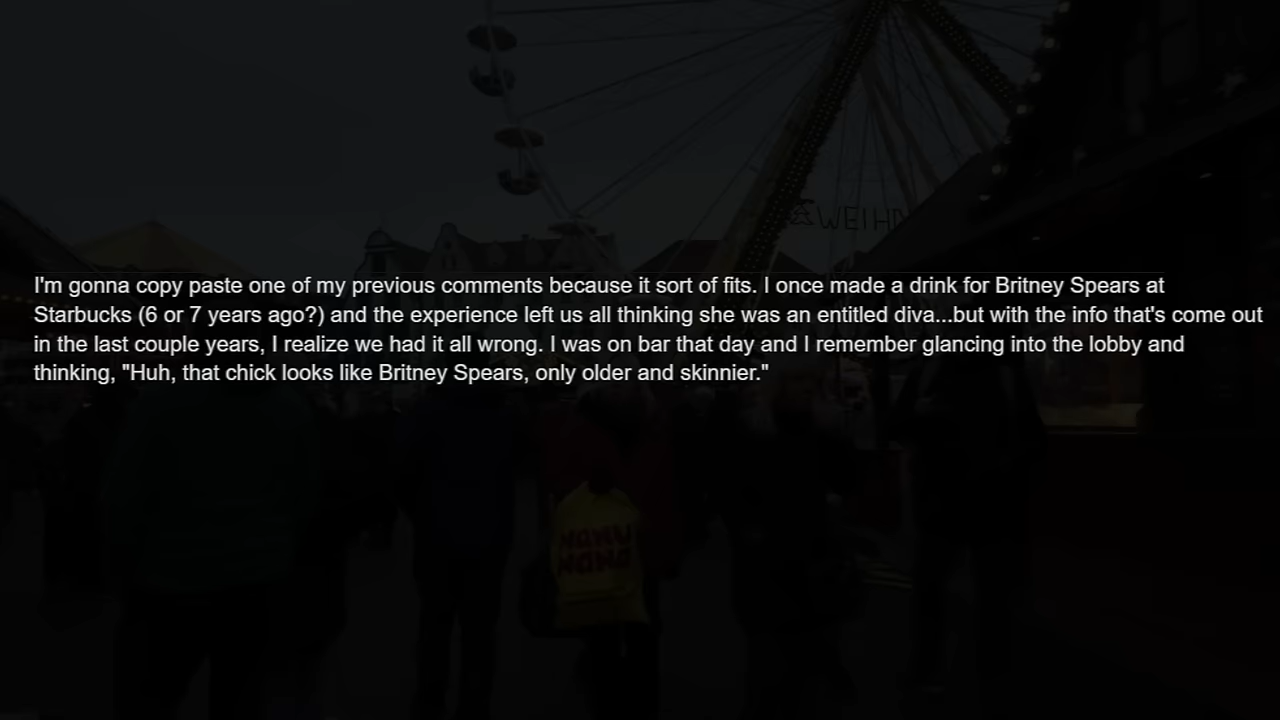 WEIHN
I'm gonna copy paste one of my previous comments because it sort of fits. I once made a drink for Britney Spears at
Starbucks (6 or 7 years ago?) and the experience left us all thinking she was an entitled diva...but with the info that's come out
in the last couple years, I realize we had it all wrong. I was on bar that day and I remember glancing into the lobby and
thinking, "Huh, that chick looks like Britney Spears, only older and skinnier."
NANU
NANA